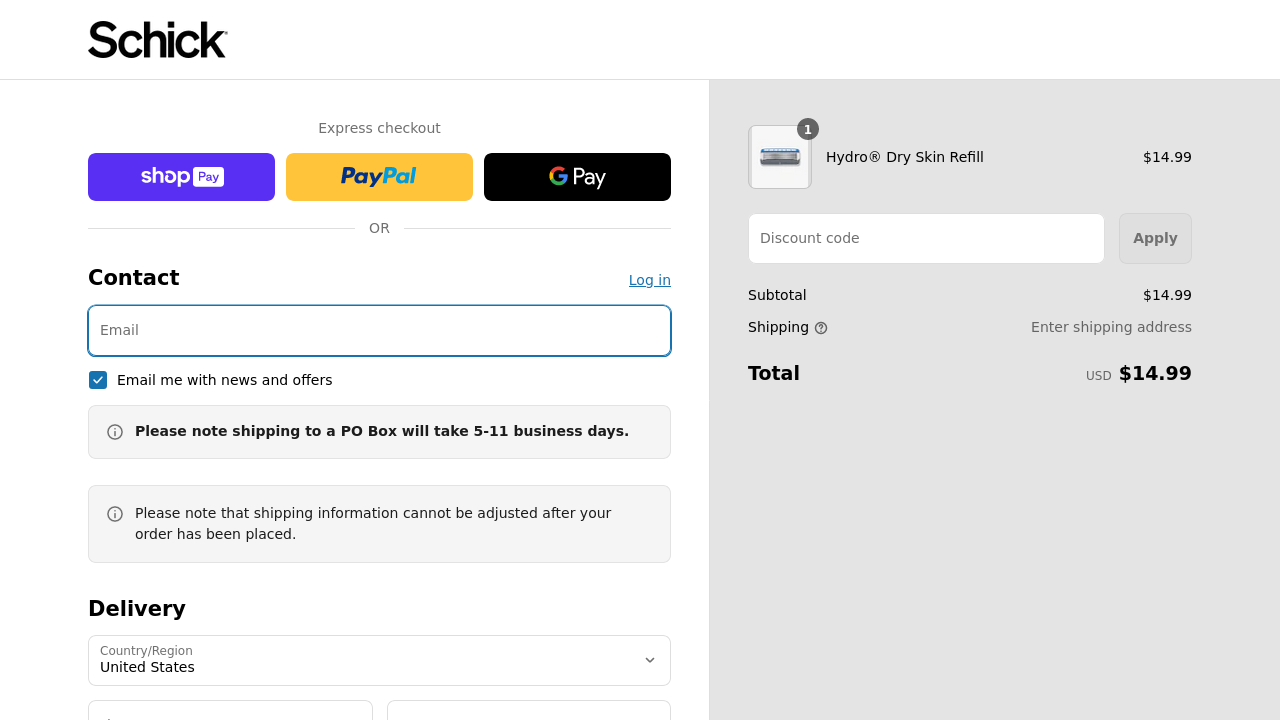 Schick
Express checkout
shop Pay
PayPal
G Pay
OR
Contact
Log in
Email
Email me with news and offers
Please note shipping to a PO Box will take 5-11 business days.
Please note that shipping information cannot be adjusted after your
order has been placed.
Delivery
Country/Region
United States
1
Hydro® Dry Skin Refill
$14.99
Discount code
Apply
Subtotal
$14.99
Shipping
Enter shipping address
Total
USD $14.99